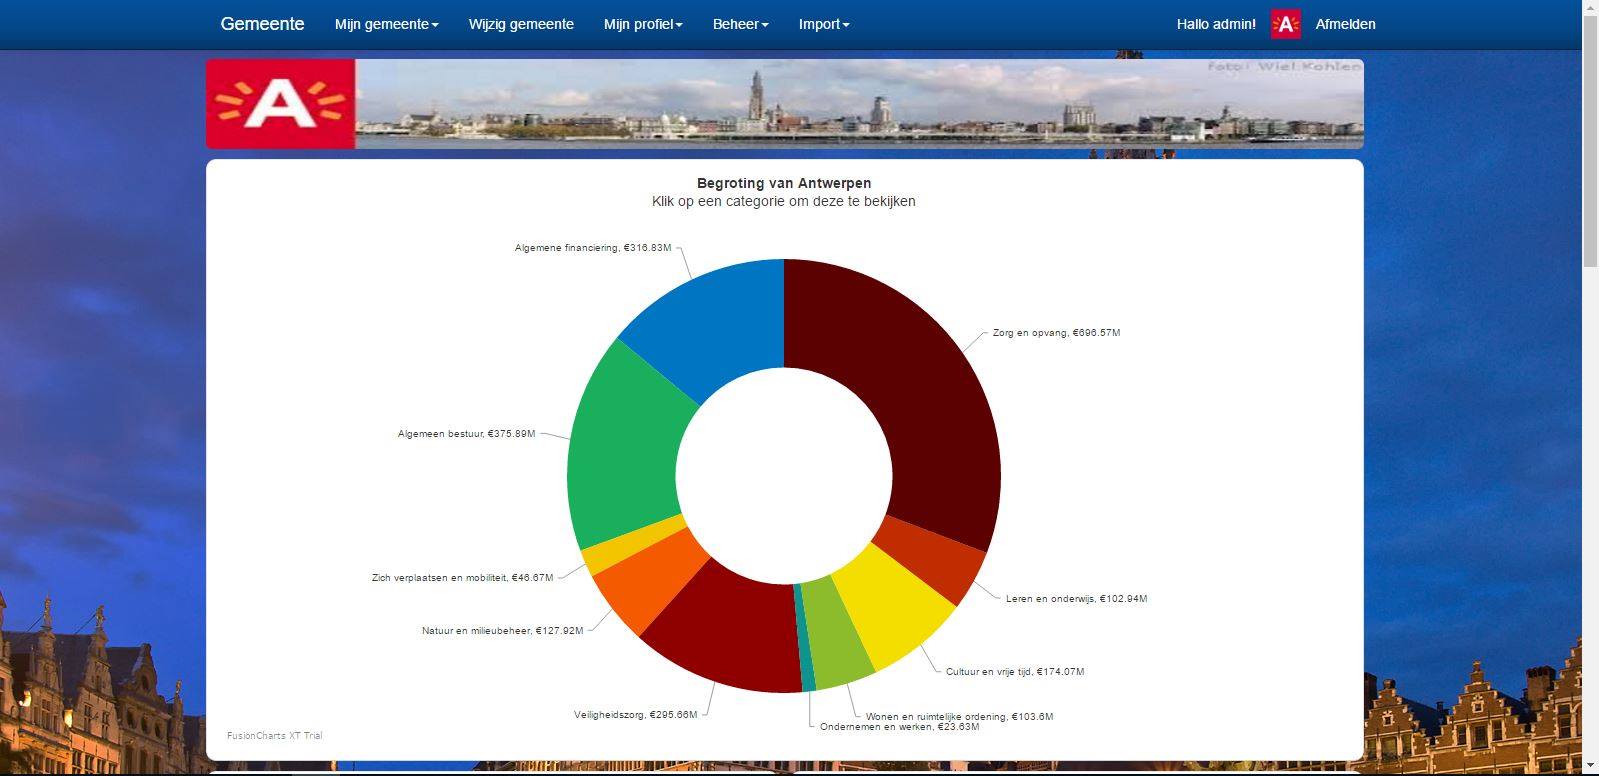 Gemeente Mijn gemeente Wijzig gemeente Mijn profiel Beheer Import Hallo admin! A Afmelden
A
Foto: Wiel Kohlen
Begroting van Antwerpen
Klik op een categorie om deze te bekijken
Algemene financiering, €316.83M
Zorg en opvang, €696.57M
Algemeen bestuur, €375.89M
Zich verplaatsen en mobiliteit, €46.67M
Leren en onderwijs, €102.94M
Natuur en milieubeheer, €127.92M
Cultuur en vrije tijd, €174.07M
Veiligheidszorg, €295.66M
Wonen en ruimtelijke ordening, €103.6M
Ondernemen en werken, €23.63M
FusionCharts XT Trial